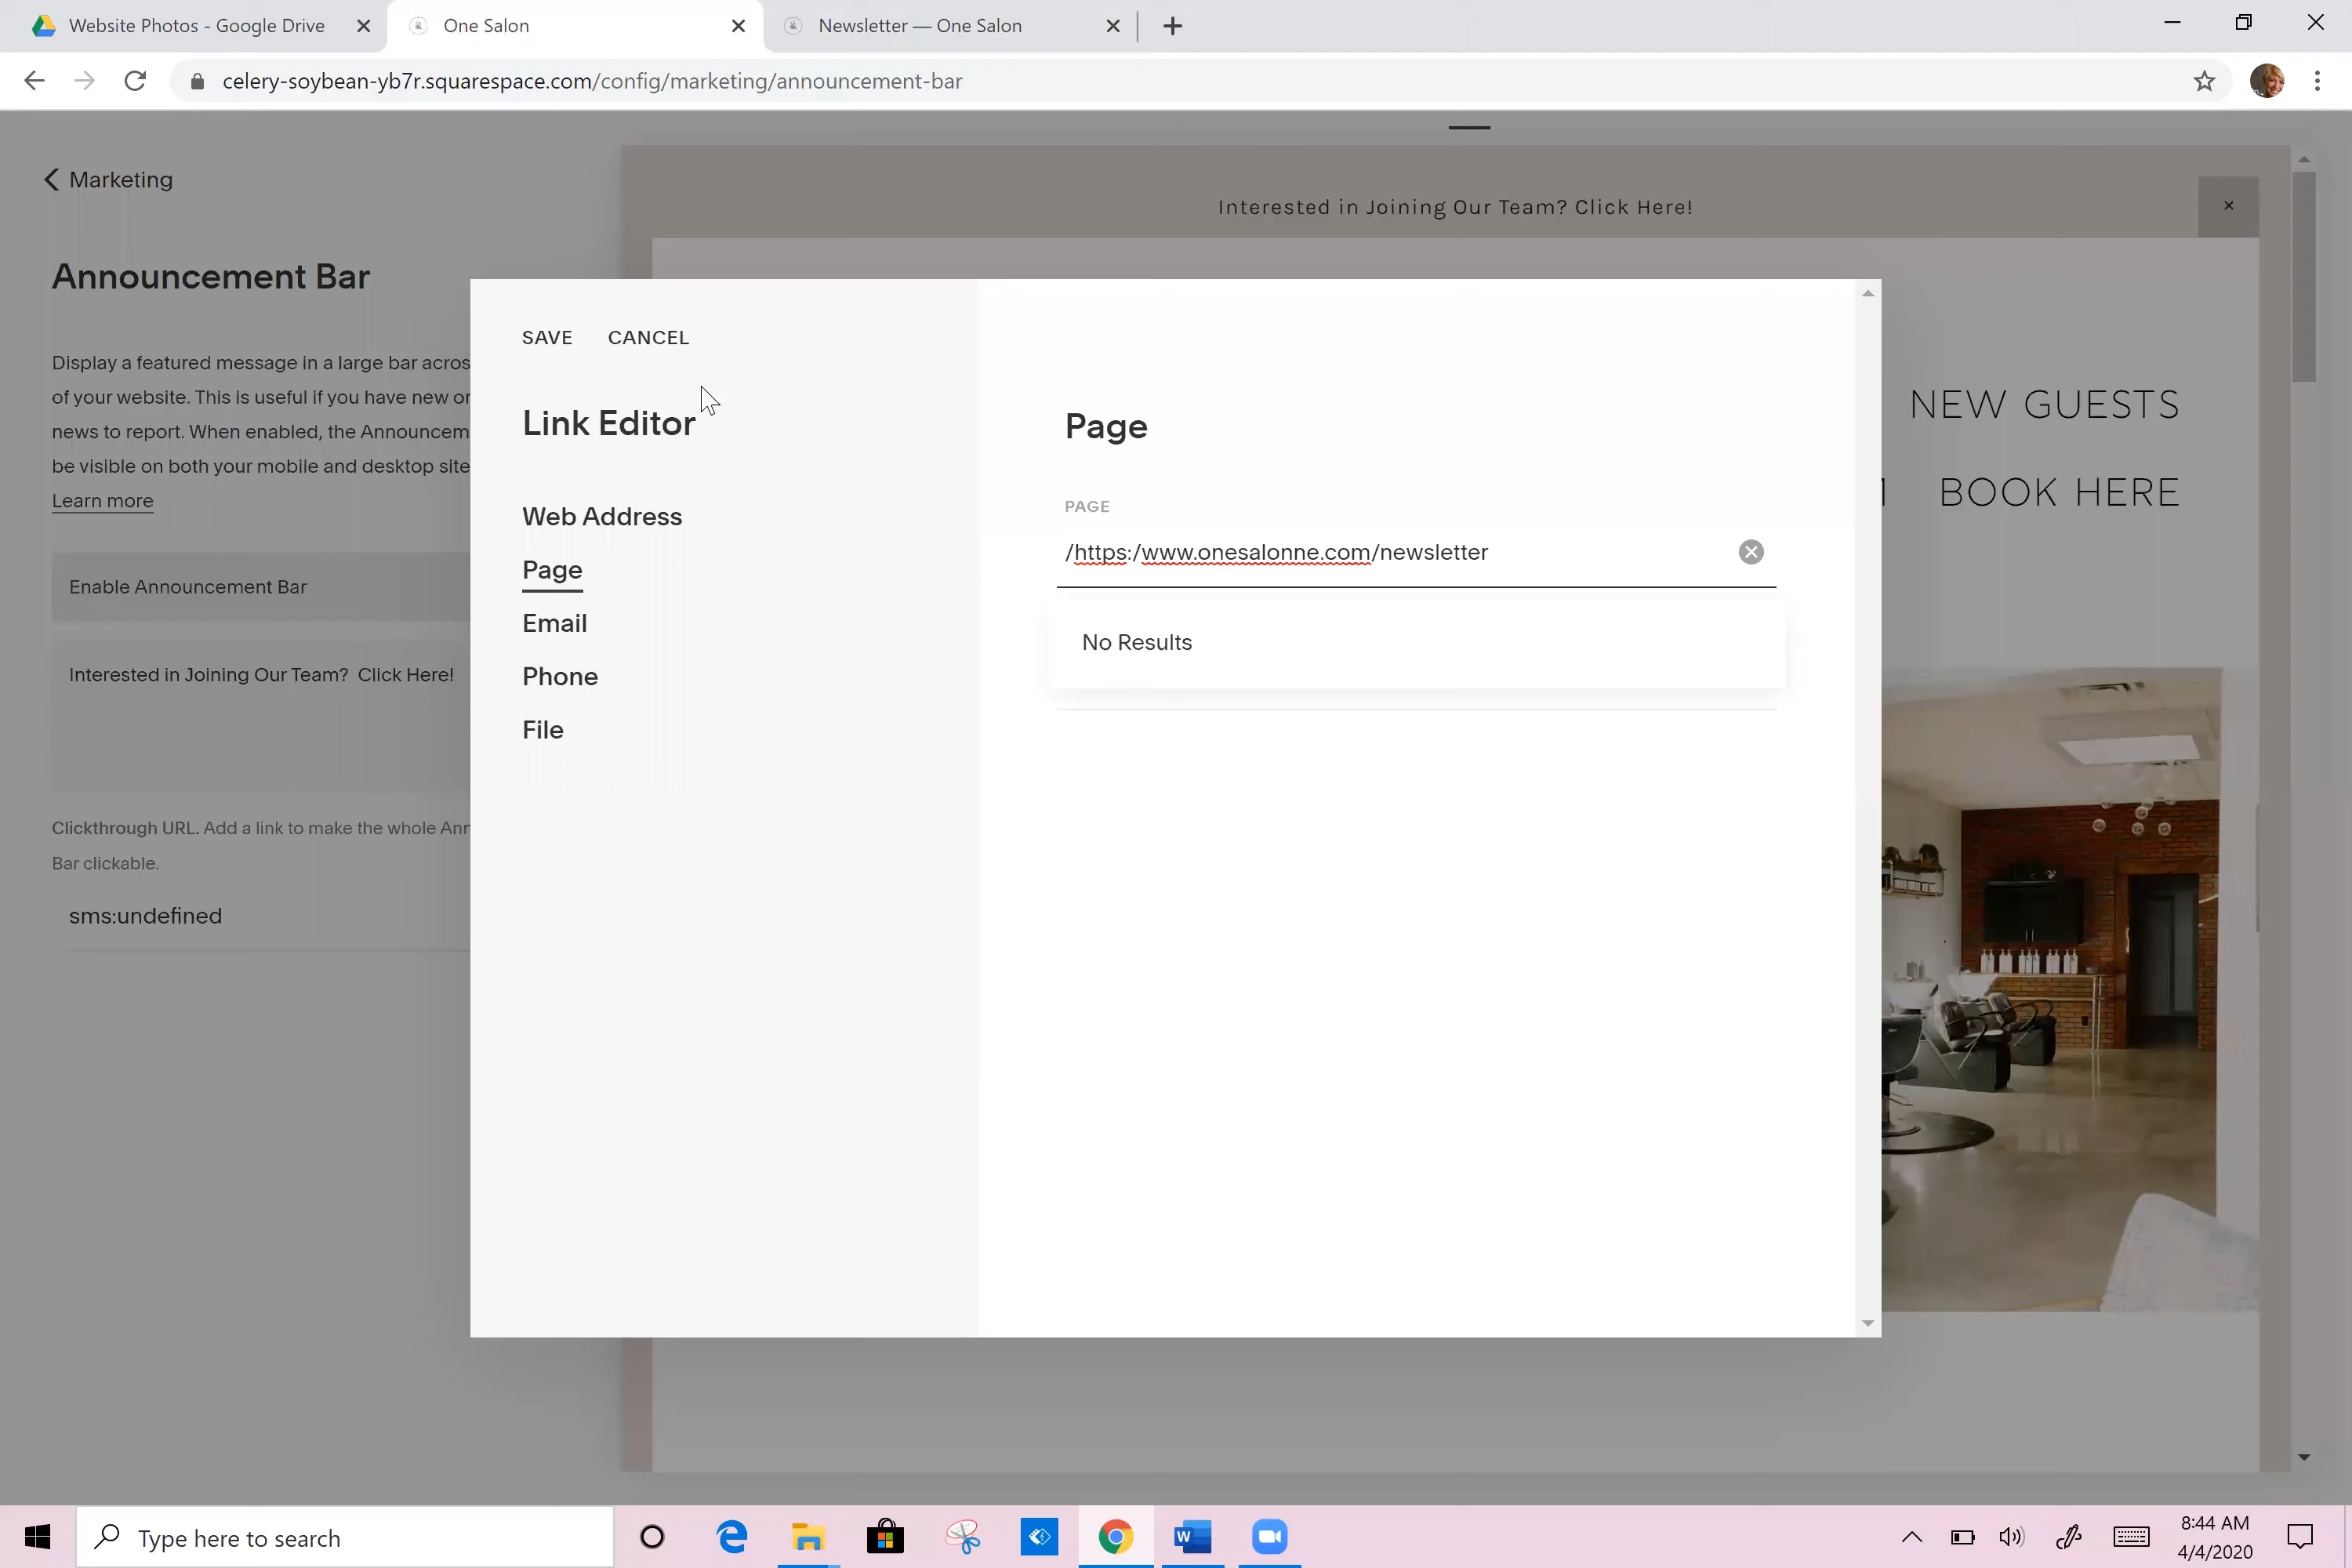 Website Photos - Google Drive
One Salon
Newsletter — One Salon
celery-soybean-yb7r.squarespace.com/config/marketing/announcement-bar
Marketing
Interested in Joining Our Team? Click Here!
Announcement Bar
Display a featured message in a large bar acros
of your website. This is useful if you have new or
news to report. When enabled, the Announcem
be visible on both your mobile and desktop site
Learn more
Enable Announcement Bar
Interested in Joining Our Team?  Click Here!
Clickthrough URL. Add a link to make the whole Ann
Bar clickable.
sms:undefined
SAVE CANCEL
Link Editor
Web Address
Page
Email
Phone
File
Page
PAGE
/https:/www.onesalonne.com/newsletter
No Results
NEW GUESTS
BOOK HERE
Type here to search
8:44 AM
4/4/2020